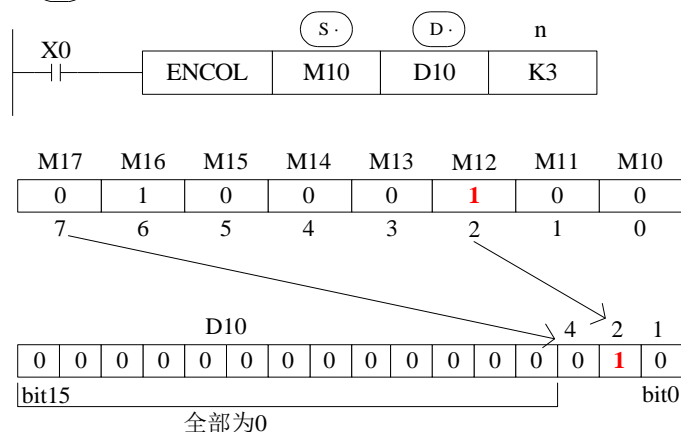 S · D · n
X0
ENCOL M10 D10 K3
M17 M16 M15 M14 M13 M12 M11 M10
0 1 0 0 0 1 0 0
7 6 5 4 3 2 1 0
D10 4 2 1
0 0 0 0 0 0 0 0 0 0 0 0 0 0 1 0
bit15 bit0
全部为0